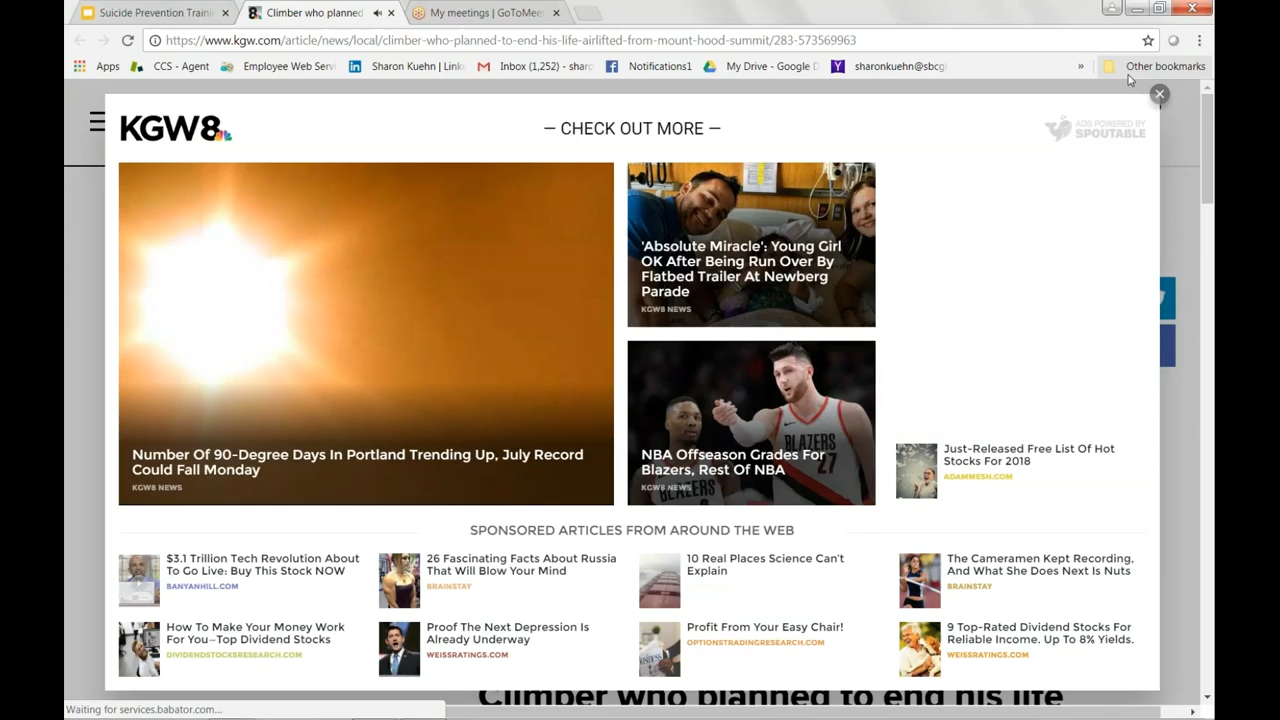 Suicide Prevention Traini
Climber who planned
My meetings | GoToMeet
https://www.kgw.com/article/news/local/climber-who-planned-to-end-his-life-airlifted-from-mount-hood-summit/283-573569963
Apps
CCS - Agent
Employee Web Servi
Sharon Kuehn | Link
Inbox (1,252) - sharo
Notifications1
My Drive - Google D
sharonkuehn@sbcgl
»
Other bookmarks
KGW8
— CHECK OUT MORE —
ADS POWERED BY
SPOUTABLE
'Absolute Miracle': Young Girl
OK After Being Run Over By
Flatbed Trailer At Newberg
Parade
KGW8 NEWS
Number Of 90-Degree Days In Portland Trending Up, July Record
Could Fall Monday
KGW8 NEWS
BLAZERS
27
BLAZERS
NBA Offseason Grades For
Blazers, Rest Of NBA
KGW8 NEWS
Just-Released Free List Of Hot
Stocks For 2018
ADAMMESH.COM
SPONSORED ARTICLES FROM AROUND THE WEB
$3.1 Trillion Tech Revolution About
To Go Live: Buy This Stock NOW
BANYANHILL.COM
26 Fascinating Facts About Russia
That Will Blow Your Mind
BRAINSTAY
10 Real Places Science Can't
Explain
The Cameramen Kept Recording,
And What She Does Next Is Nuts
BRAINSTAY
How To Make Your Money Work
For You—Top Dividend Stocks
DIVIDENDSTOCKSRESEARCH.COM
Proof The Next Depression Is
Already Underway
WEISSRATINGS.COM
Profit From Your Easy Chair!
OPTIONSTRADINGRESEARCH.COM
9 Top-Rated Dividend Stocks For
Reliable Income. Up To 8% Yields.
WEISSRATINGS.COM
Climber who planned to end his life
Waiting for services.babator.com...